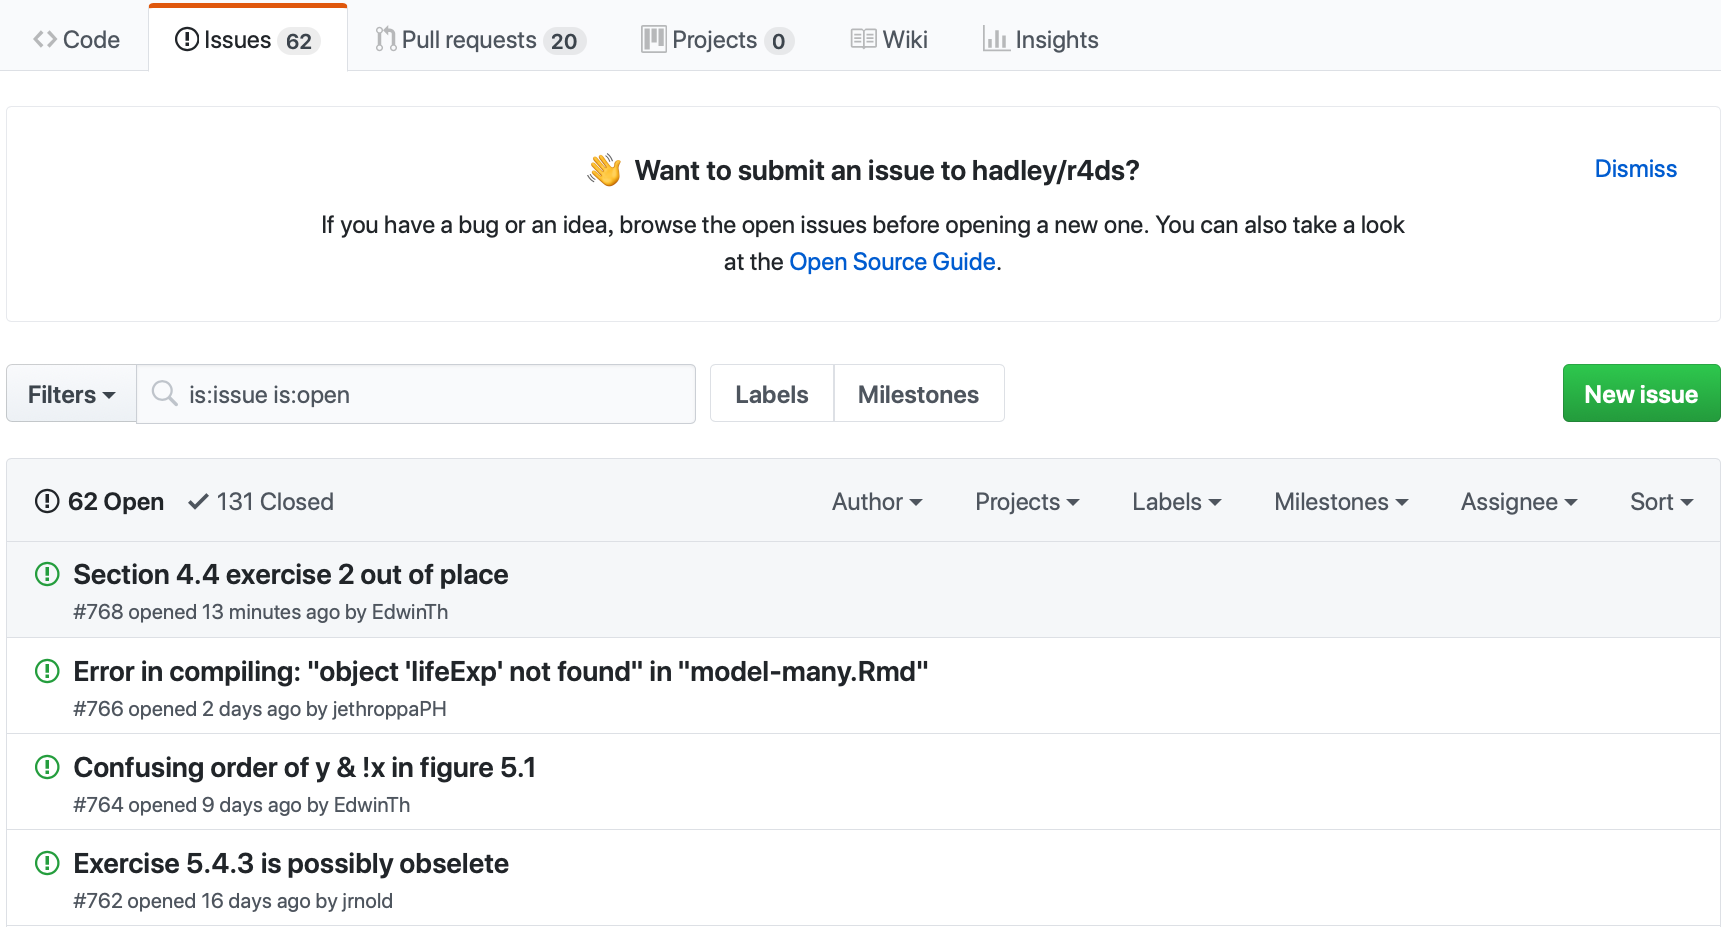 Code Issues 62 Pull requests 20 Projects 0 Wiki Insights
Want to submit an issue to hadley/r4ds? Dismiss
If you have a bug or an idea, browse the open issues before opening a new one. You can also take a look
at the Open Source Guide.
Filters is:issue is:open Labels Milestones New issue
62 Open 131 Closed Author Projects Labels Milestones Assignee Sort
Section 4.4 exercise 2 out of place
#768 opened 13 minutes ago by EdwinTh
Error in compiling: "object 'lifeExp' not found" in "model-many.Rmd"
#766 opened 2 days ago by jethroppaPH
Confusing order of y & !x in figure 5.1
#764 opened 9 days ago by EdwinTh
Exercise 5.4.3 is possibly obselete
#762 opened 16 days ago by jrnold